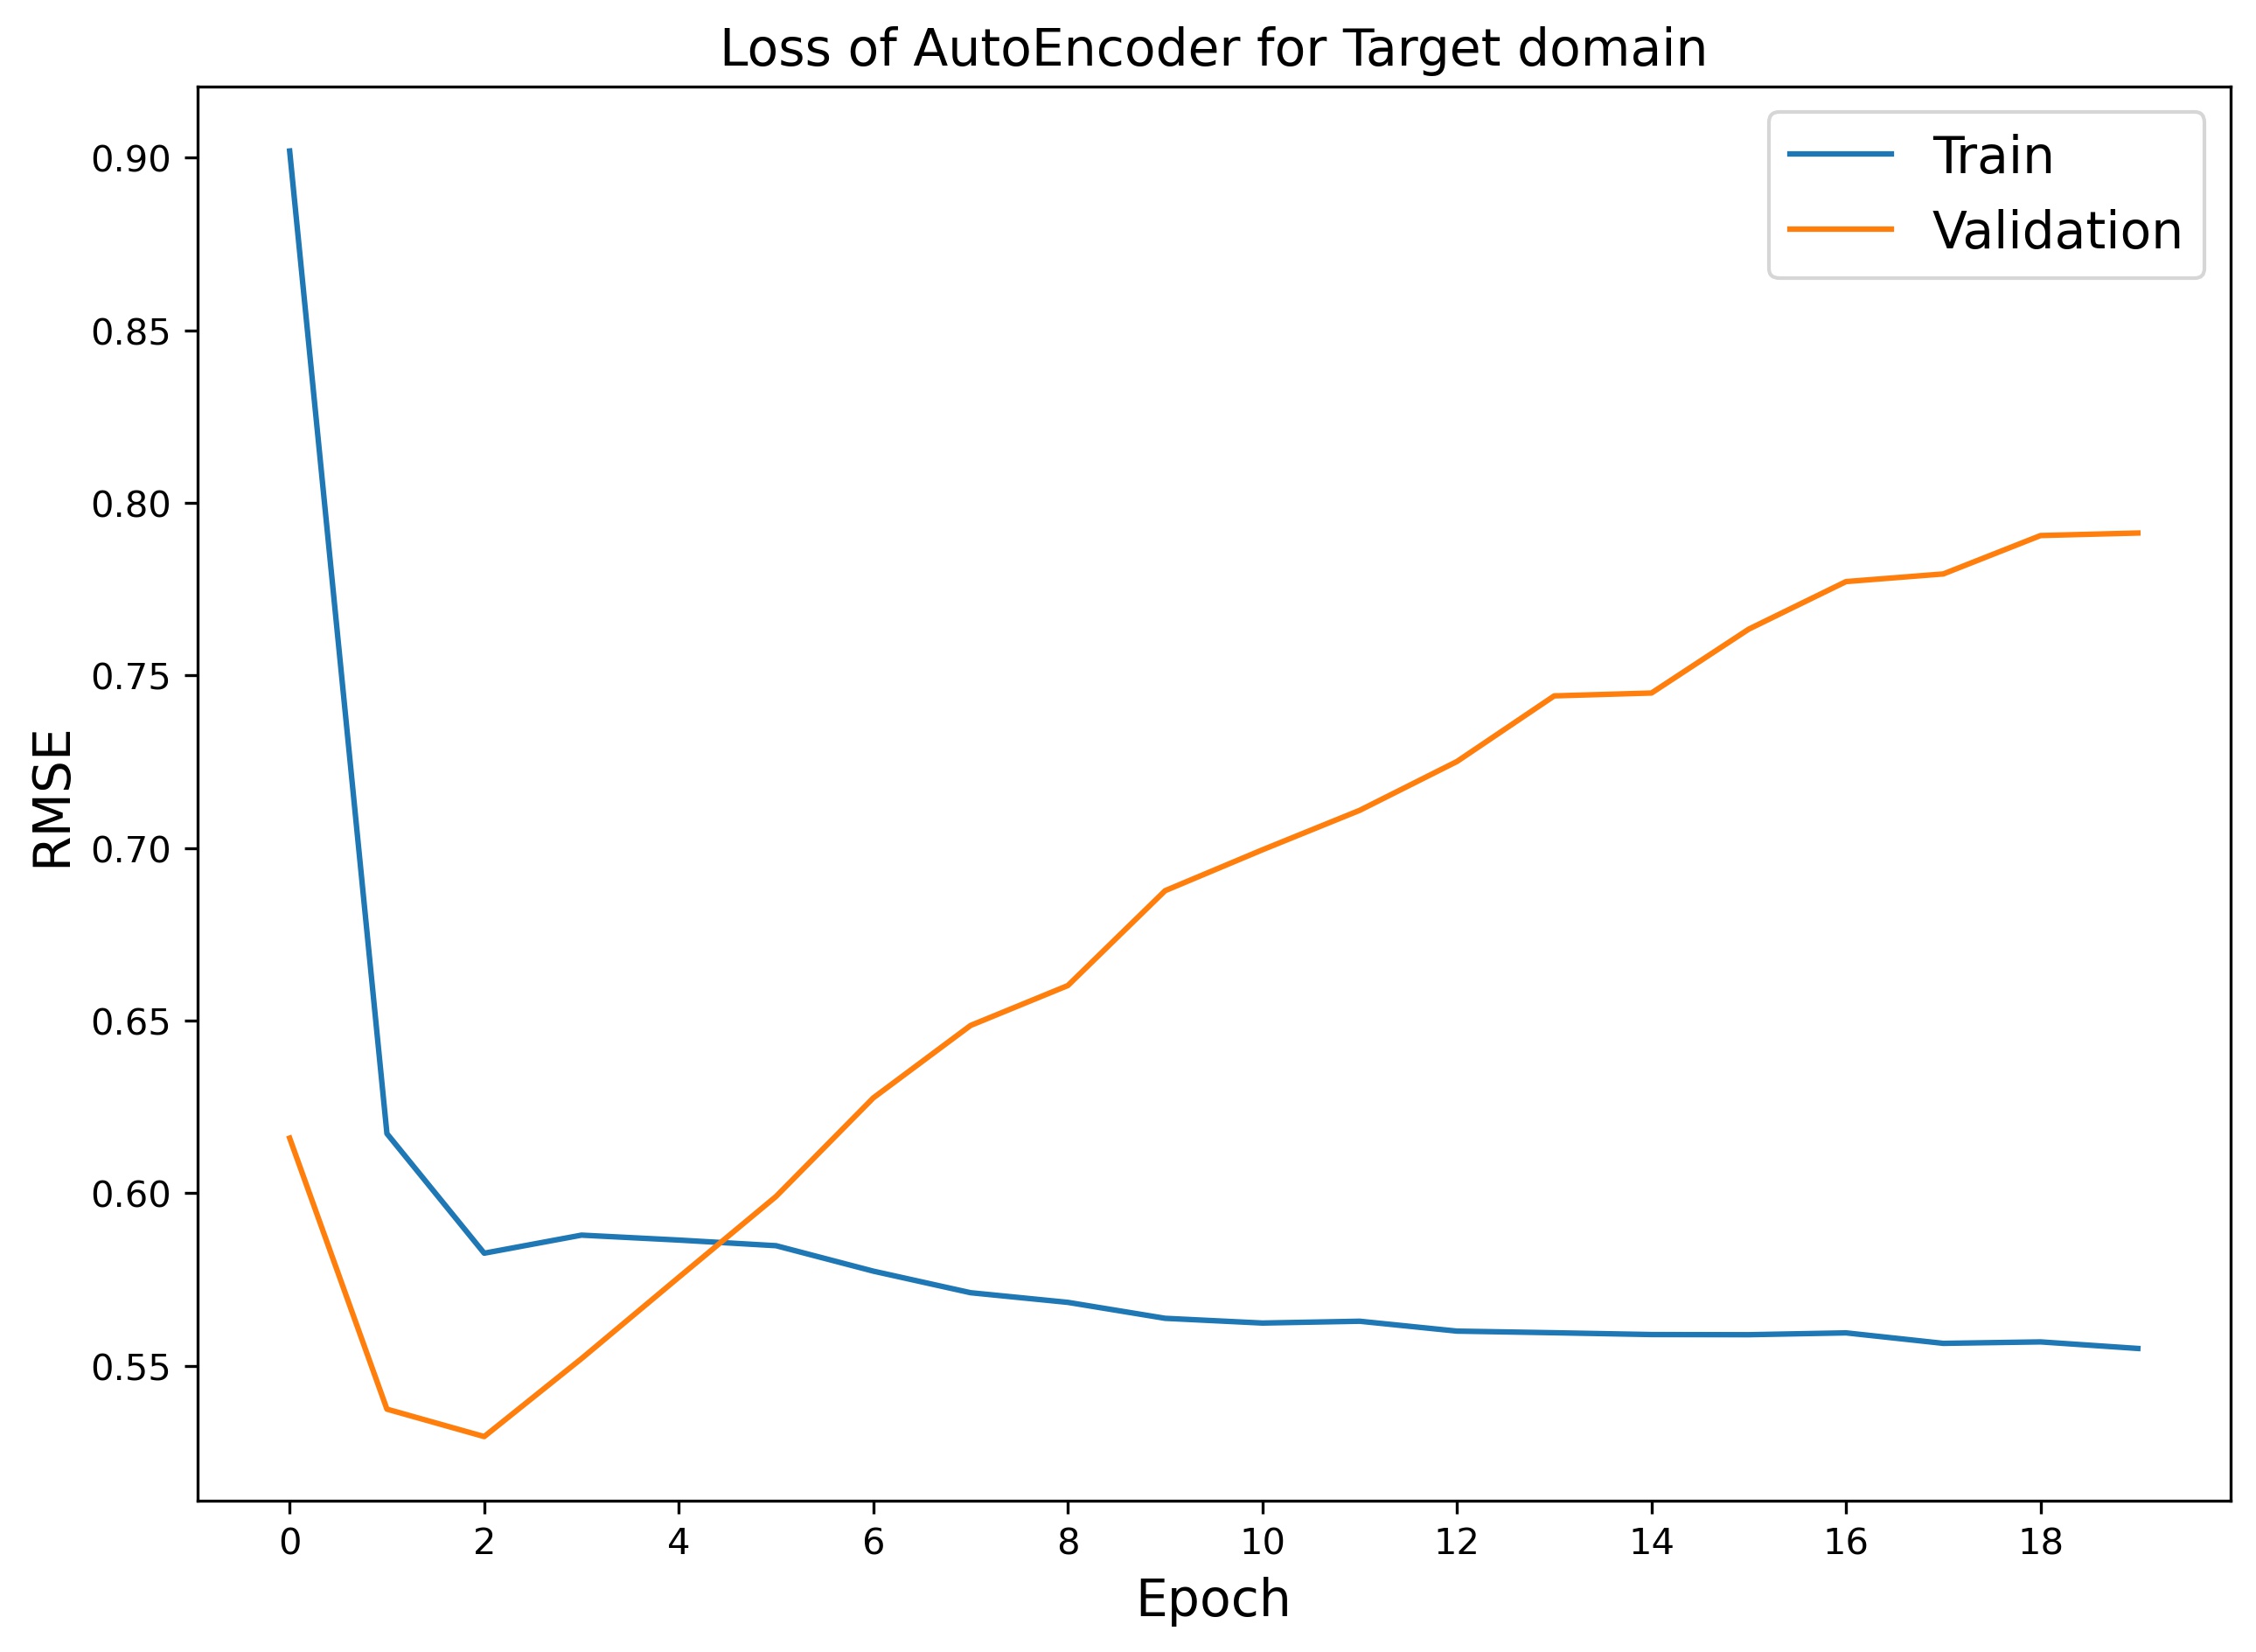 Loss of AutoEncoder for Target domain
Train
Validation
0.90
0.85
0.80
0.75
0.70
0.65
0.60
0.55
RMSE
0 2 4 6 8 10 12 14 16 18
Epoch